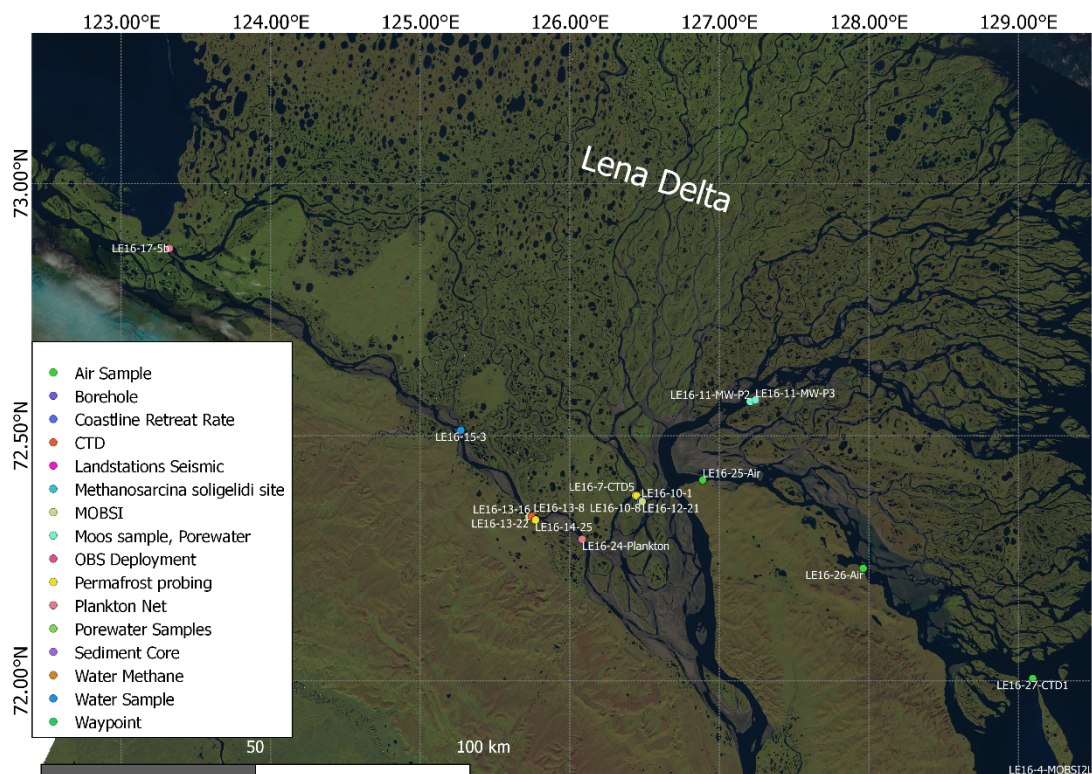 123.00°E 124.00°E 125.00°E 126.00°E 127.00°E 128.00°E 129.00°E
73.00°N
72.50°N
72.00°N
Lena Delta
LE16-17-5b
LE16-11-MW-P2
LE16-11-MW-P3
LE16-15-3
LE16-25-Air
LE16-7-CTD5
LE16-10-1
LE16-10-8
LE16-12-21
LE16-13-16
LE16-13-8
LE16-13-22
LE16-14-25
LE16-24-Plankton
LE16-26-Air
LE16-27-CTD1
Air Sample
Borehole
Coastline Retreat Rate
CTD
Landstations Seismic
Methanosarcina soligelidi site
MOBSI
Moos sample, Porewater
OBS Deployment
Permafrost probing
Plankton Net
Porewater Samples
Sediment Core
Water Methane
Water Sample
Waypoint
50 100 km